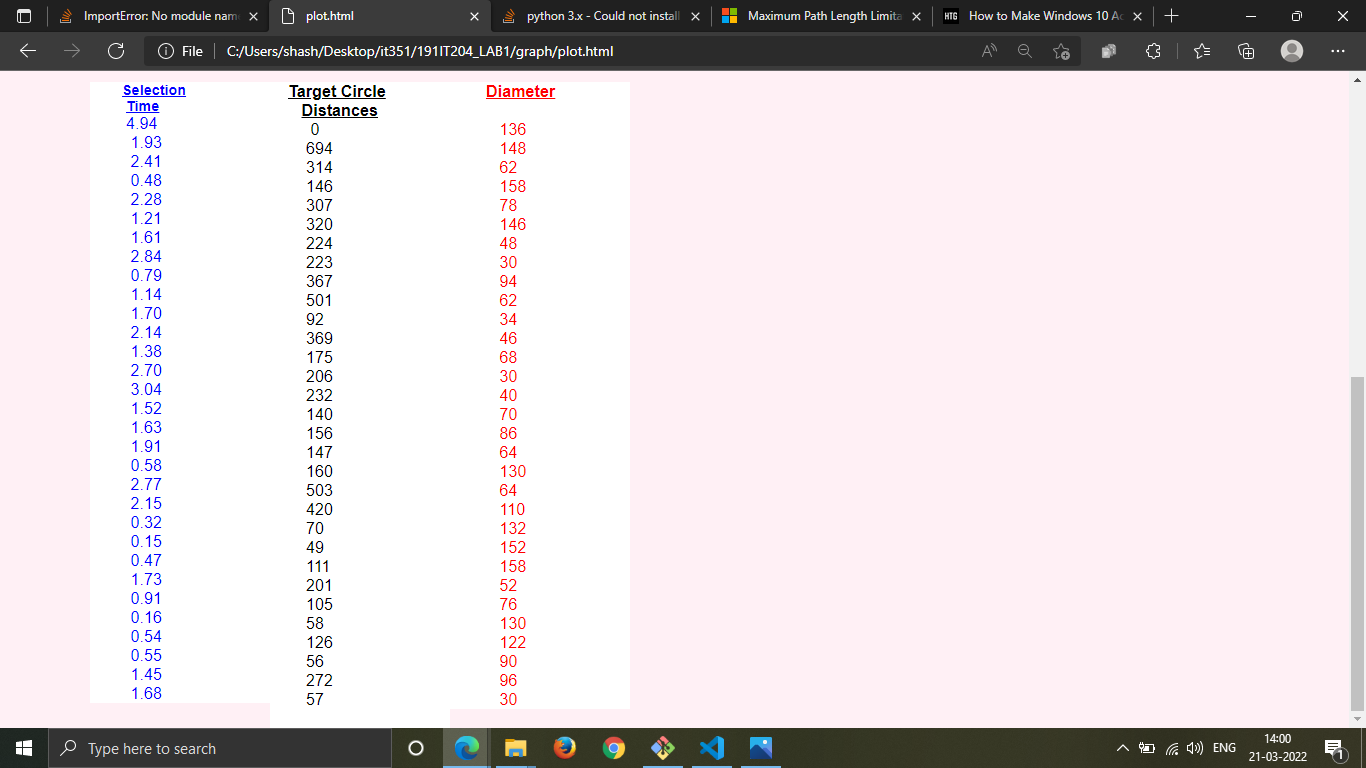 ImportError: No module nam
plot.html
python 3.x - Could not install
Maximum Path Length Limita
HTG How to Make Windows 10 Ac
File C:/Users/shash/Desktop/it351/191IT204_LAB1/graph/plot.html
Selection Time Target Circle Distances Diameter
4.94 0 136
1.93 694 148
2.41 314 62
0.48 146 158
2.28 307 78
1.21 320 146
1.61 224 48
2.84 223 30
0.79 367 94
1.14 501 62
1.70 92 34
2.14 369 46
1.38 175 68
2.70 206 30
3.04 232 40
1.52 140 70
1.63 156 86
1.91 147 64
0.58 160 130
2.77 503 64
2.15 420 110
0.32 70 132
0.15 49 152
0.47 111 158
1.73 201 52
0.91 105 76
0.16 58 130
0.54 126 122
0.55 56 90
1.45 272 96
1.68 57 30
Type here to search
ENG
14:00
21-03-2022
1